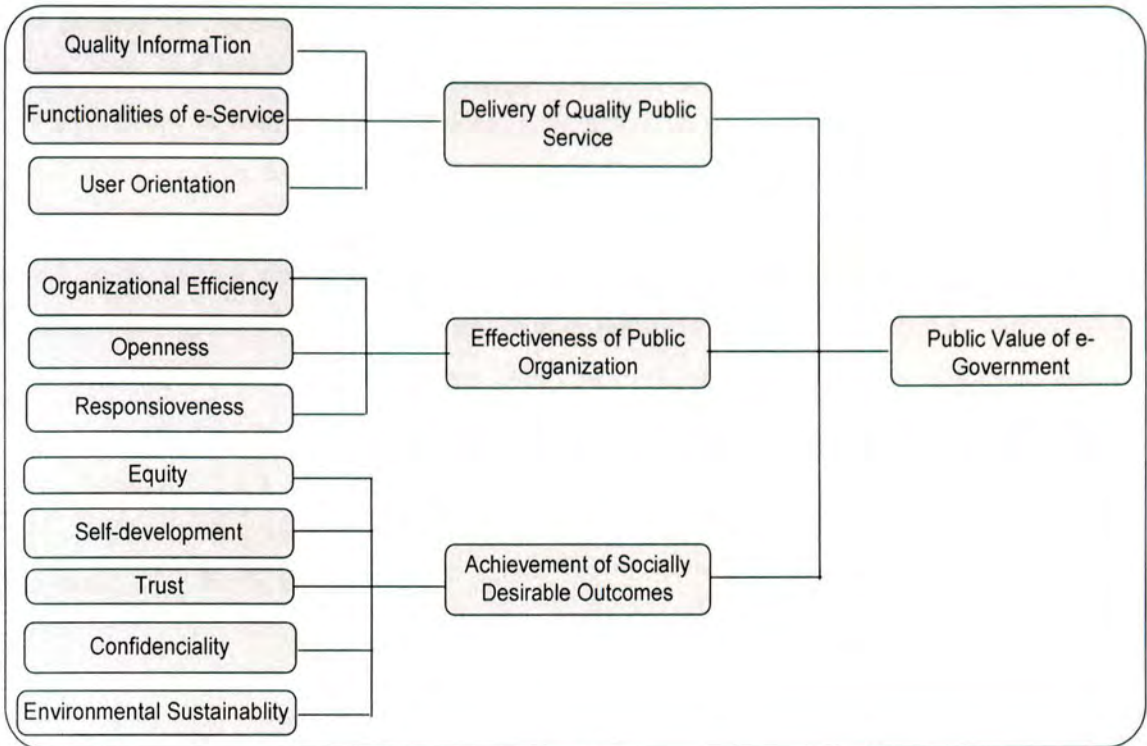 Quality InformaTion
Functionalities of e-Service
User Orientation
Delivery of Quality Public
Service
Organizational Efficiency
Openness
Responsioveness
Effectiveness of Public
Organization
Public Value of e-
Government
Equity
Self-development
Trust
Confidenciality
Environmental Sustainablity
Achievement of Socially
Desirable Outcomes